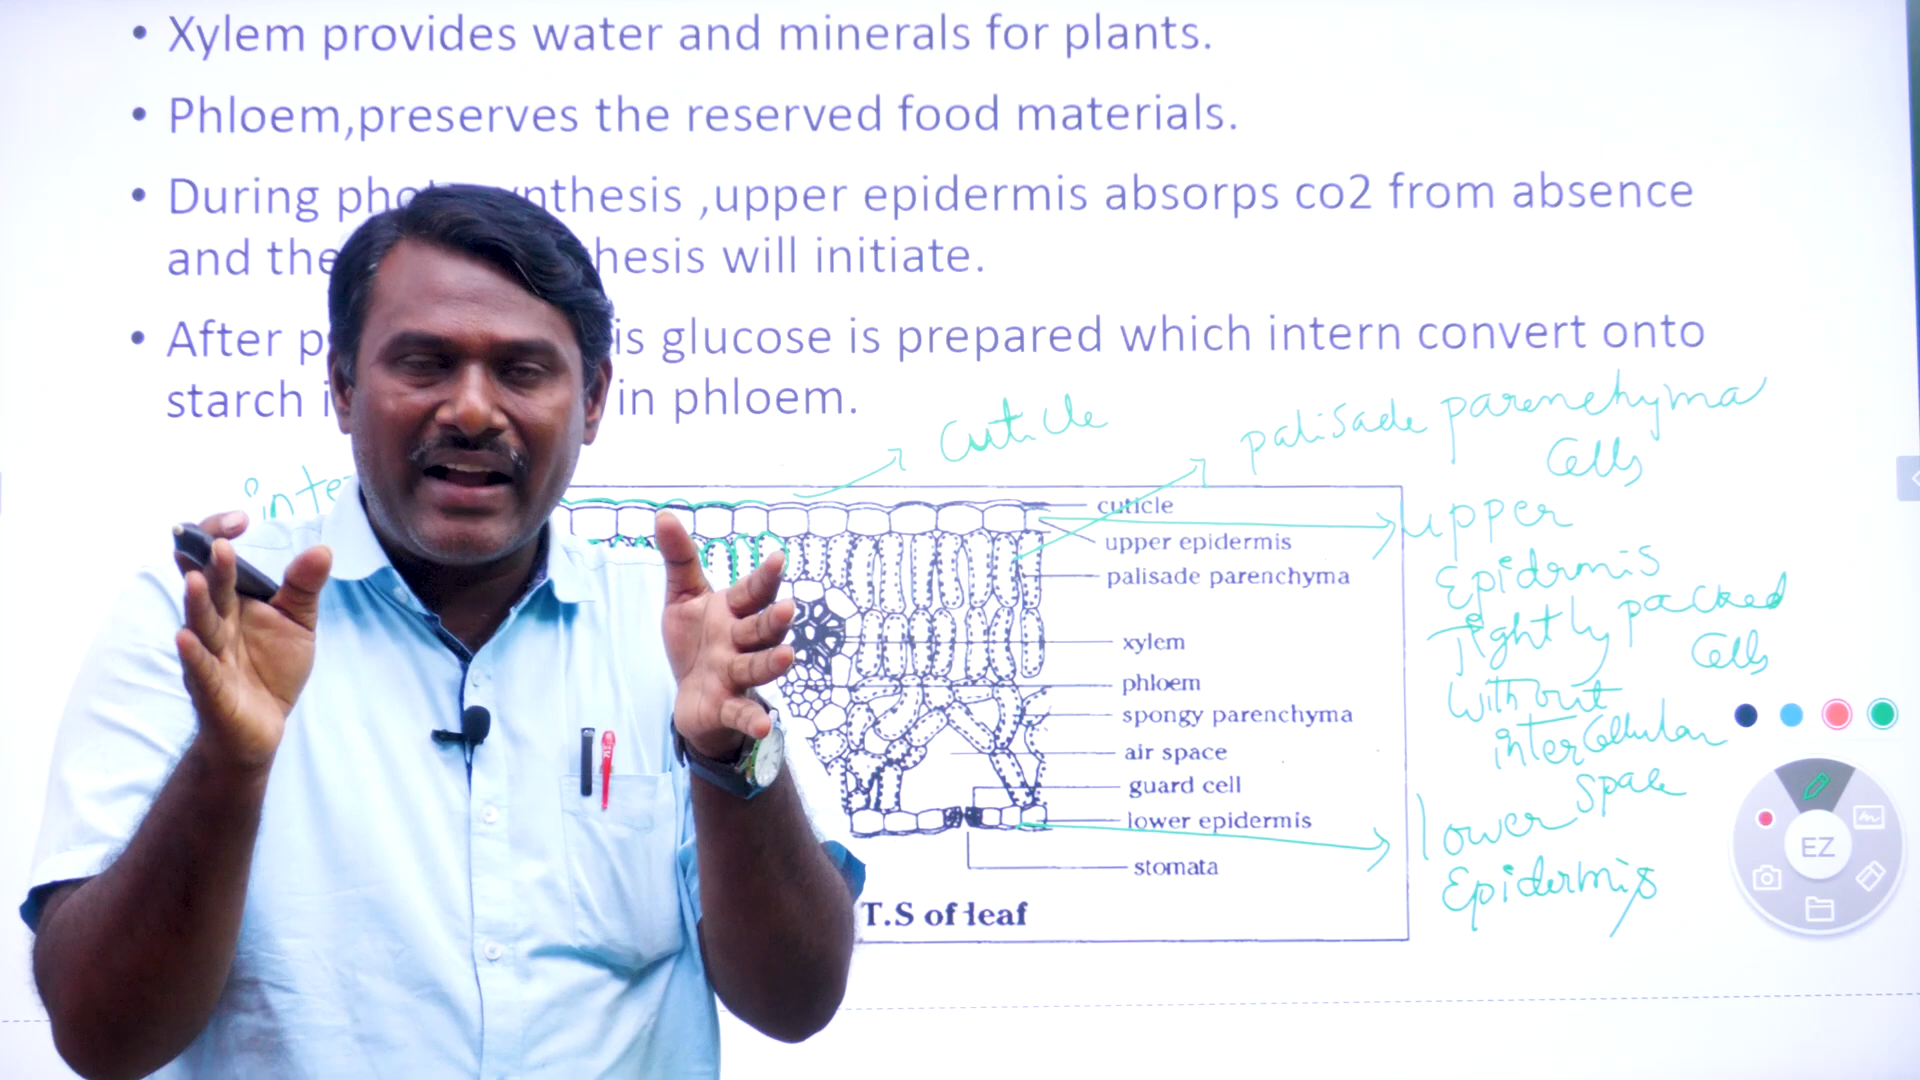 • Xylem provides water and minerals for plants.
• Phloem,preserves the reserved food materials.
• During pho nthesis ,upper epidermis absorps co2 from absence
and the hesis will initiate.
• After p is glucose is prepared which intern convert onto
starch i in phloem.
cuticle
palisade parenchyma
cells
inte
cuticle
upper epidermis
palisade parenchyma
xylem
phloem
spongy parenchyma
air space
guard cell
lower epidermis
stomata
T.S of leaf
upper
Epidermis
Tightly packed
cells
without
intercellular
space
lower
Epidermis
EZ